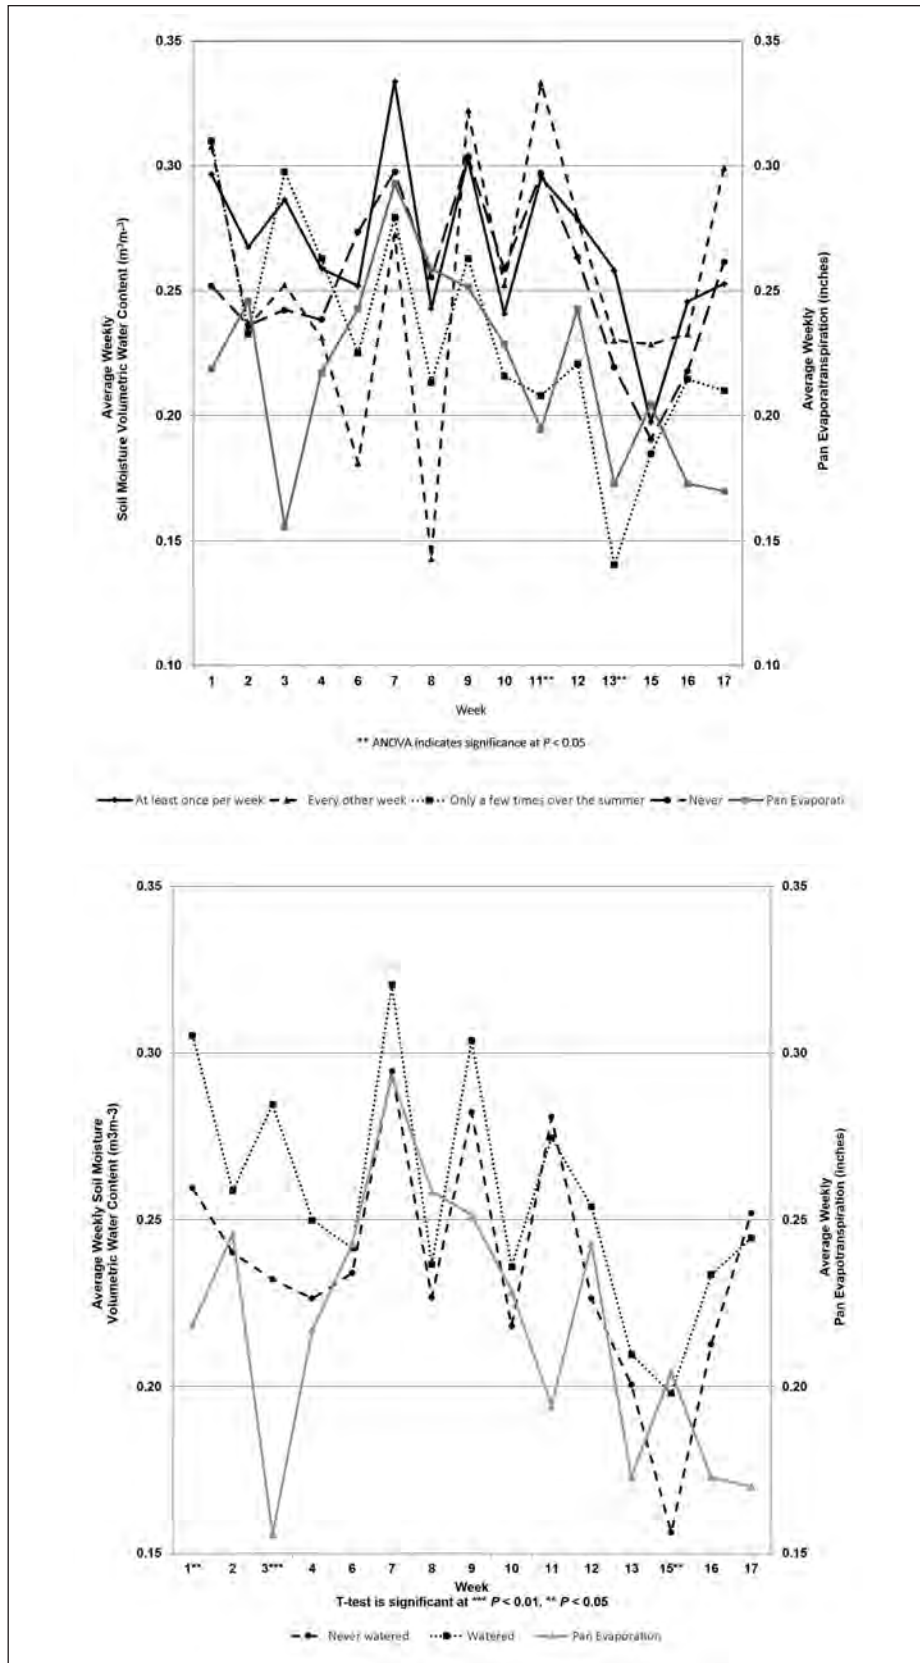 0.35
0.30
0.25
0.20
0.15
0.10
Average Weekly
Soil Moisture Volumetric Water Content (m³m-³)
0.35
0.30
0.25
0.20
0.15
0.10
Average Weekly
Pan Evaporatranspiration (inches)
1 2 3 4 6 7 8 9 10 11** 12 13** 15 16 17
Week
** ANOVA indicates significance at P < 0.05
At least once per week Every other week Only a few times over the summer Never Pan Evaporati
0.35
0.30
0.25
0.20
0.15
Average Weekly Soil Moisture
Volumetric Water Content (m3m-3)
0.35
0.30
0.25
0.20
0.15
Average Weekly
Pan Evapotranspiration (inches)
1** 2 3*** 4 6 7 8 9 10 11 12 13 15** 16 17
Week
T-test is significant at *** P < 0.01, ** P < 0.05
Never watered Watered Pan Evaporation